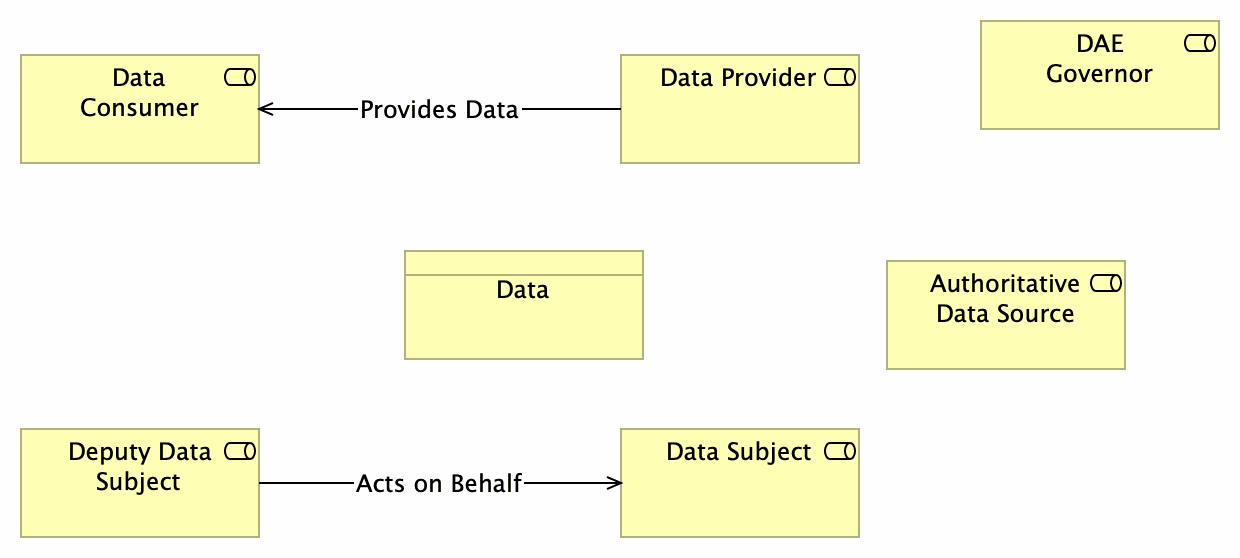 DAE
Governor
Data
Consumer
Provides Data
Data Provider
Data
Authoritative
Data Source
Deputy Data
Subject
Acts on Behalf
Data Subject